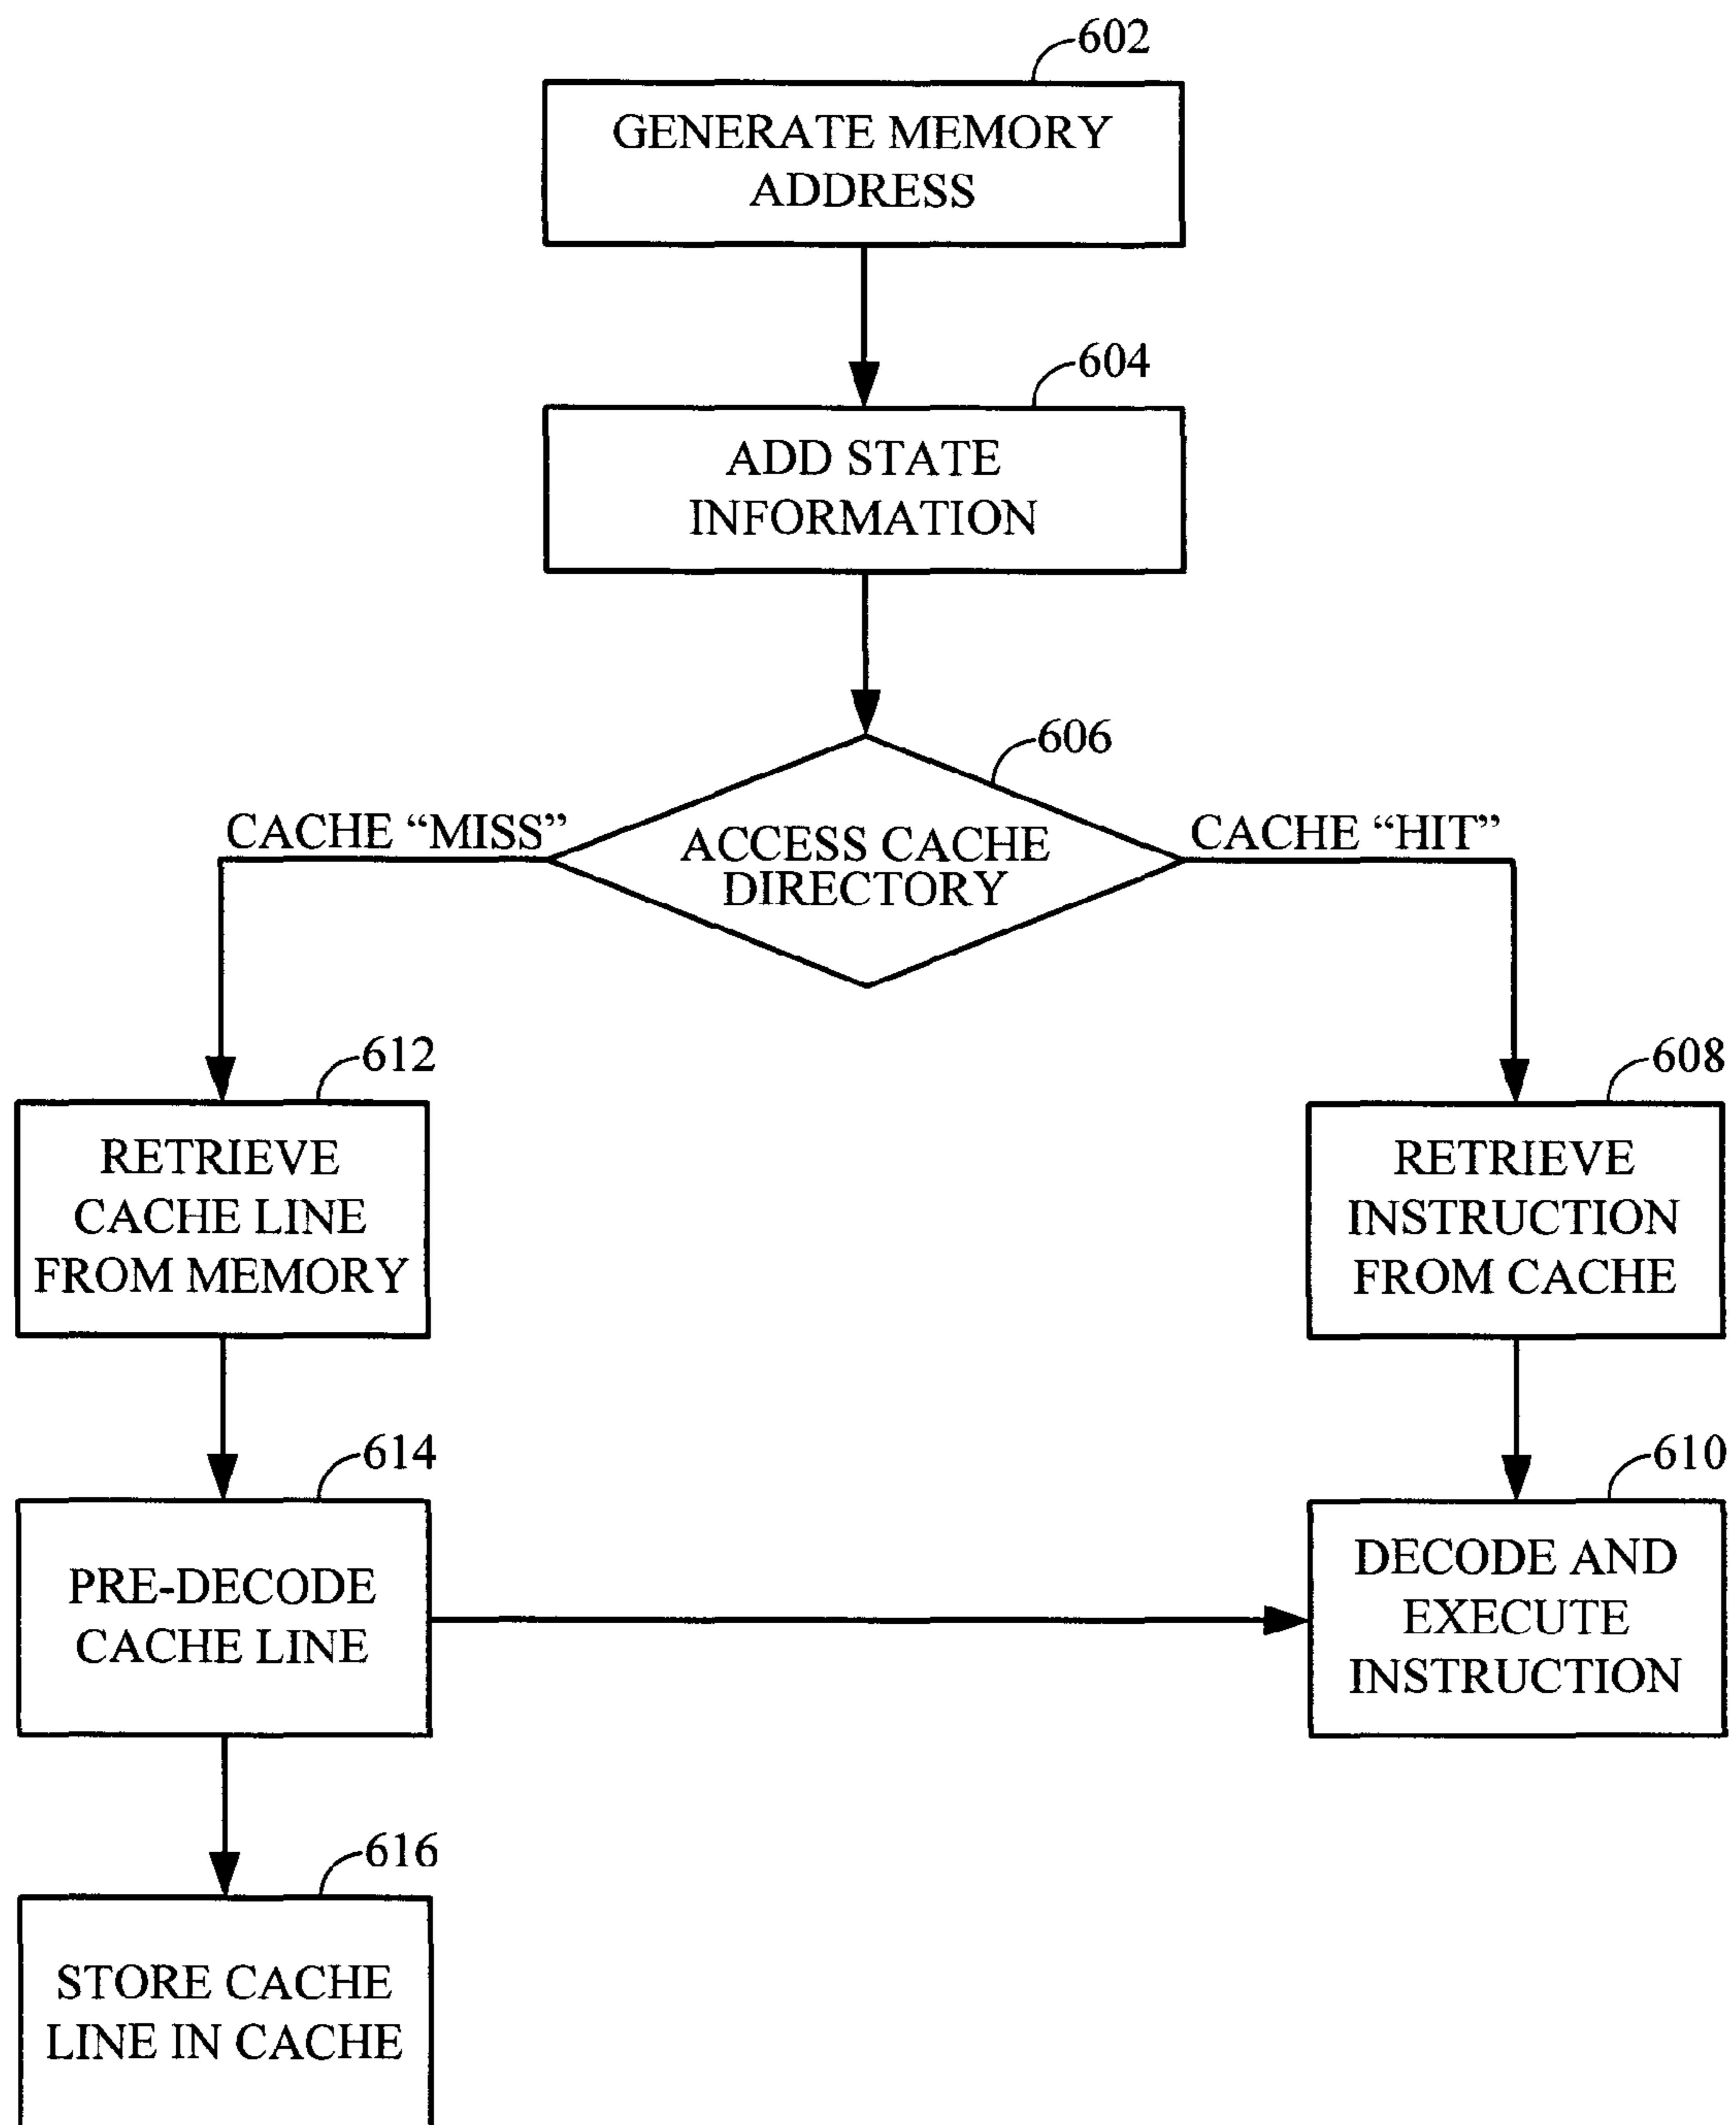 602
GENERATE MEMORY
ADDRESS
604
ADD STATE
INFORMATION
606
CACHE “MISS”
ACCESS CACHE
DIRECTORY
CACHE “HIT”
612
RETRIEVE
CACHE LINE
FROM MEMORY
608
RETRIEVE
INSTRUCTION
FROM CACHE
614
PRE-DECODE
CACHE LINE
610
DECODE AND
EXECUTE
INSTRUCTION
616
STORE CACHE
LINE IN CACHE